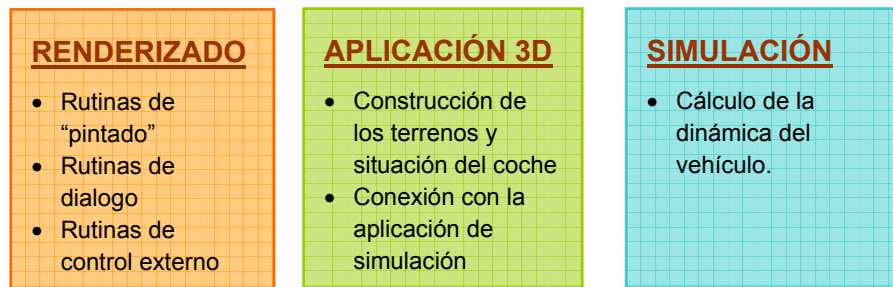 RENDERIZADO
• Rutinas de
“pintado”
• Rutinas de
dialogo
• Rutinas de
control externo
APLICACIÓN 3D
• Construcción de
los terrenos y
situación del coche
• Conexión con la
aplicación de
simulación
SIMULACIÓN
• Cálculo de la
dinámica del
vehículo.